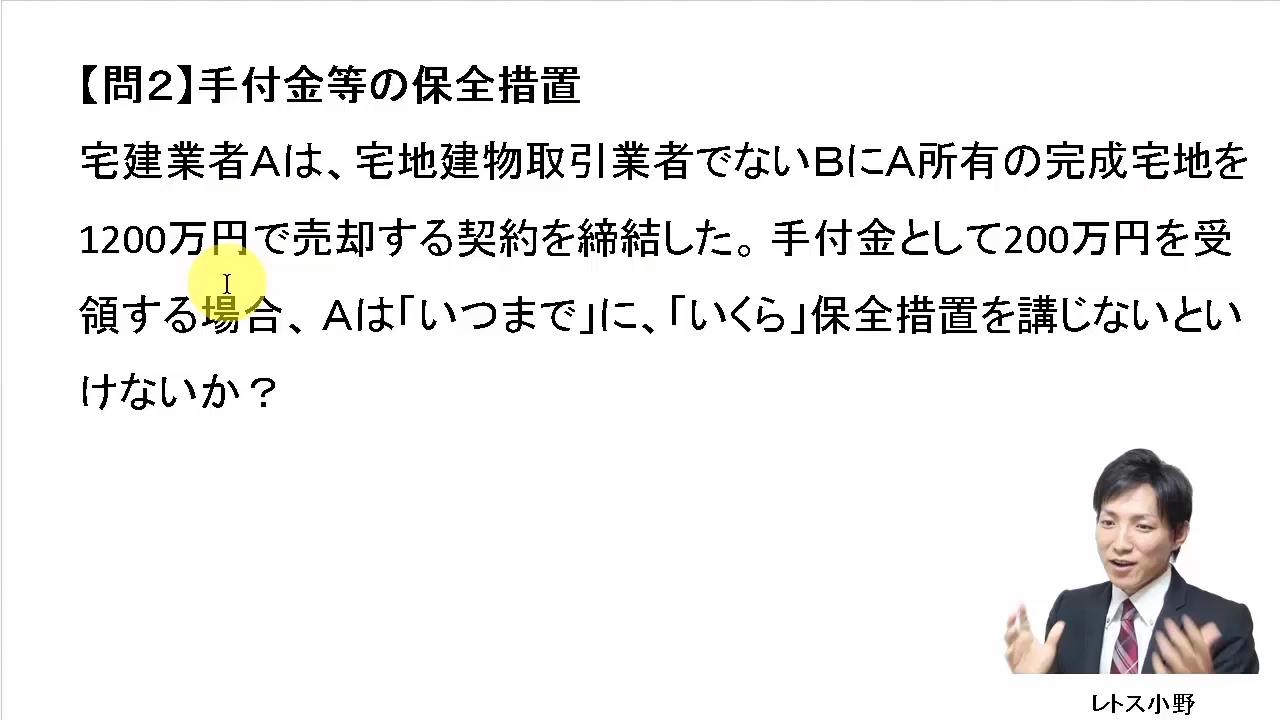 【問２】手付金等の保全措置
宅建業者Ａは、宅地建物取引業者でないＢにＡ所有の完成宅地を
1200万円で売却する契約を締結した。手付金として200万円を受
領する場合、Ａは「いつまで」に、「いくら」保全措置を講じないとい
けないか？
レトス小野